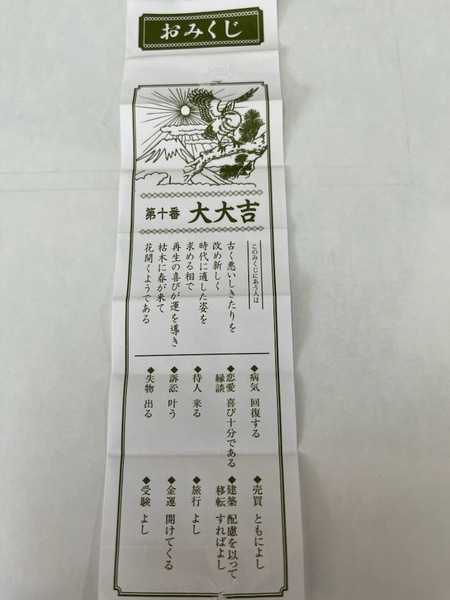 おみくじ
第十番 大大吉
このみくじにあう人は
古く悪いしきたりを
改め新しく
時代に適した姿を
求める相で
再生の喜びが運を導き
枯木に春が来て
花開くようである
◆病気 回復する
◆恋愛 縁談 喜び十分である
◆待人 来る
◆訴訟 叶う
◆失物 出る
◆売買 ともによし
◆建築 移転 配慮を以って すればよし
◆旅行 よし
◆金運 開けてくる
◆受験 よし